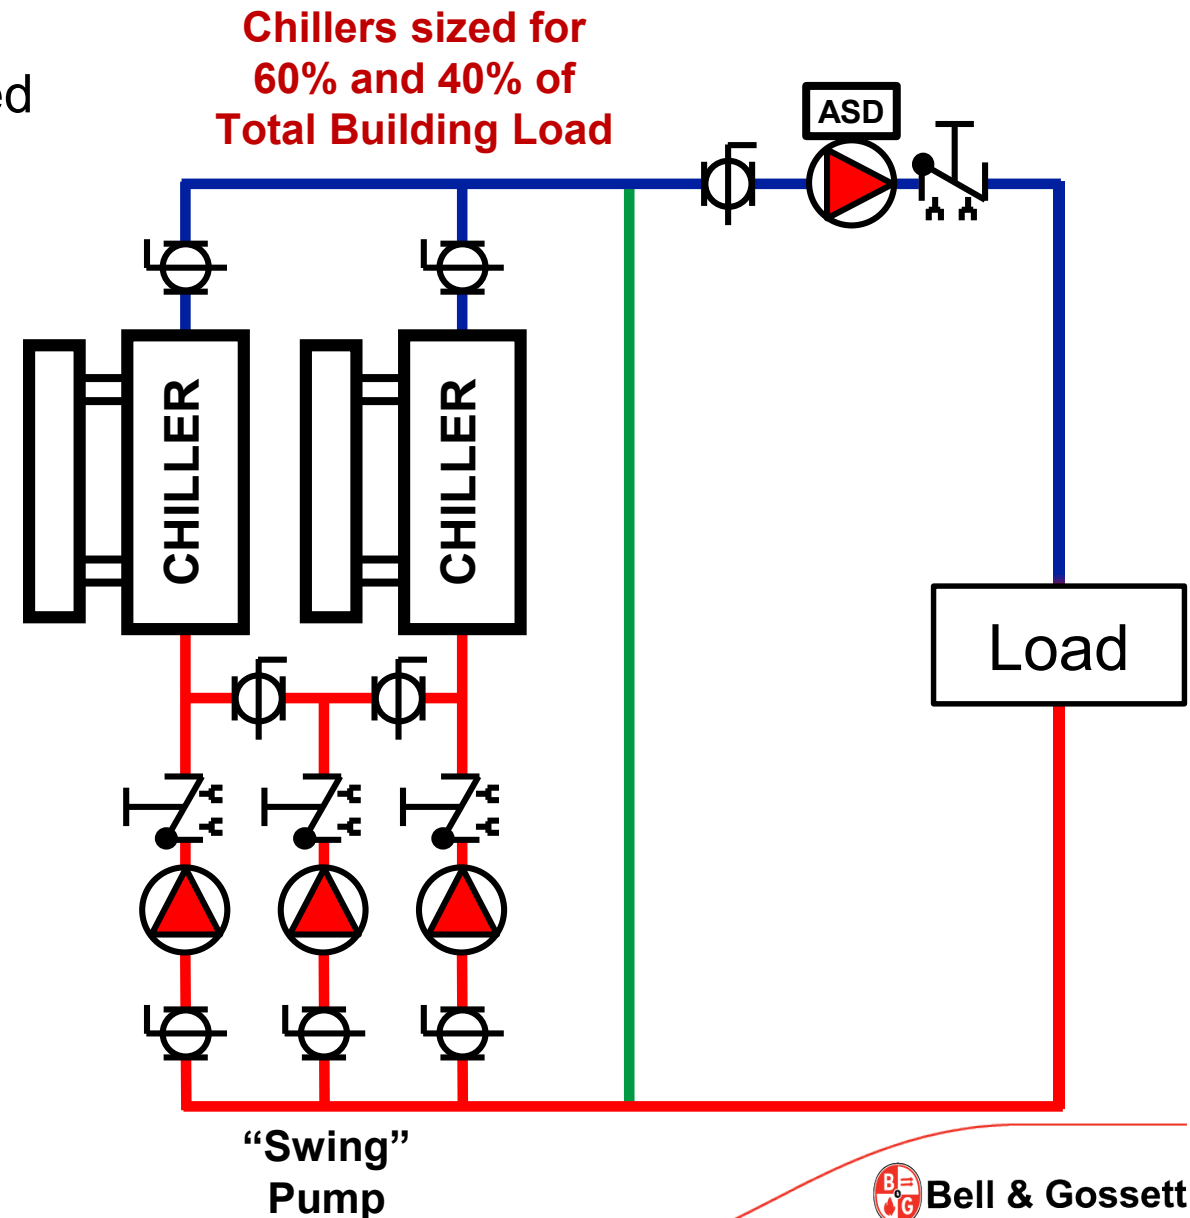 Chillers sized for
60% and 40% of
Total Building Load
ed
ASD
CHILLER
CHILLER
Load
“Swing”
Pump
B G
Bell & Gossett